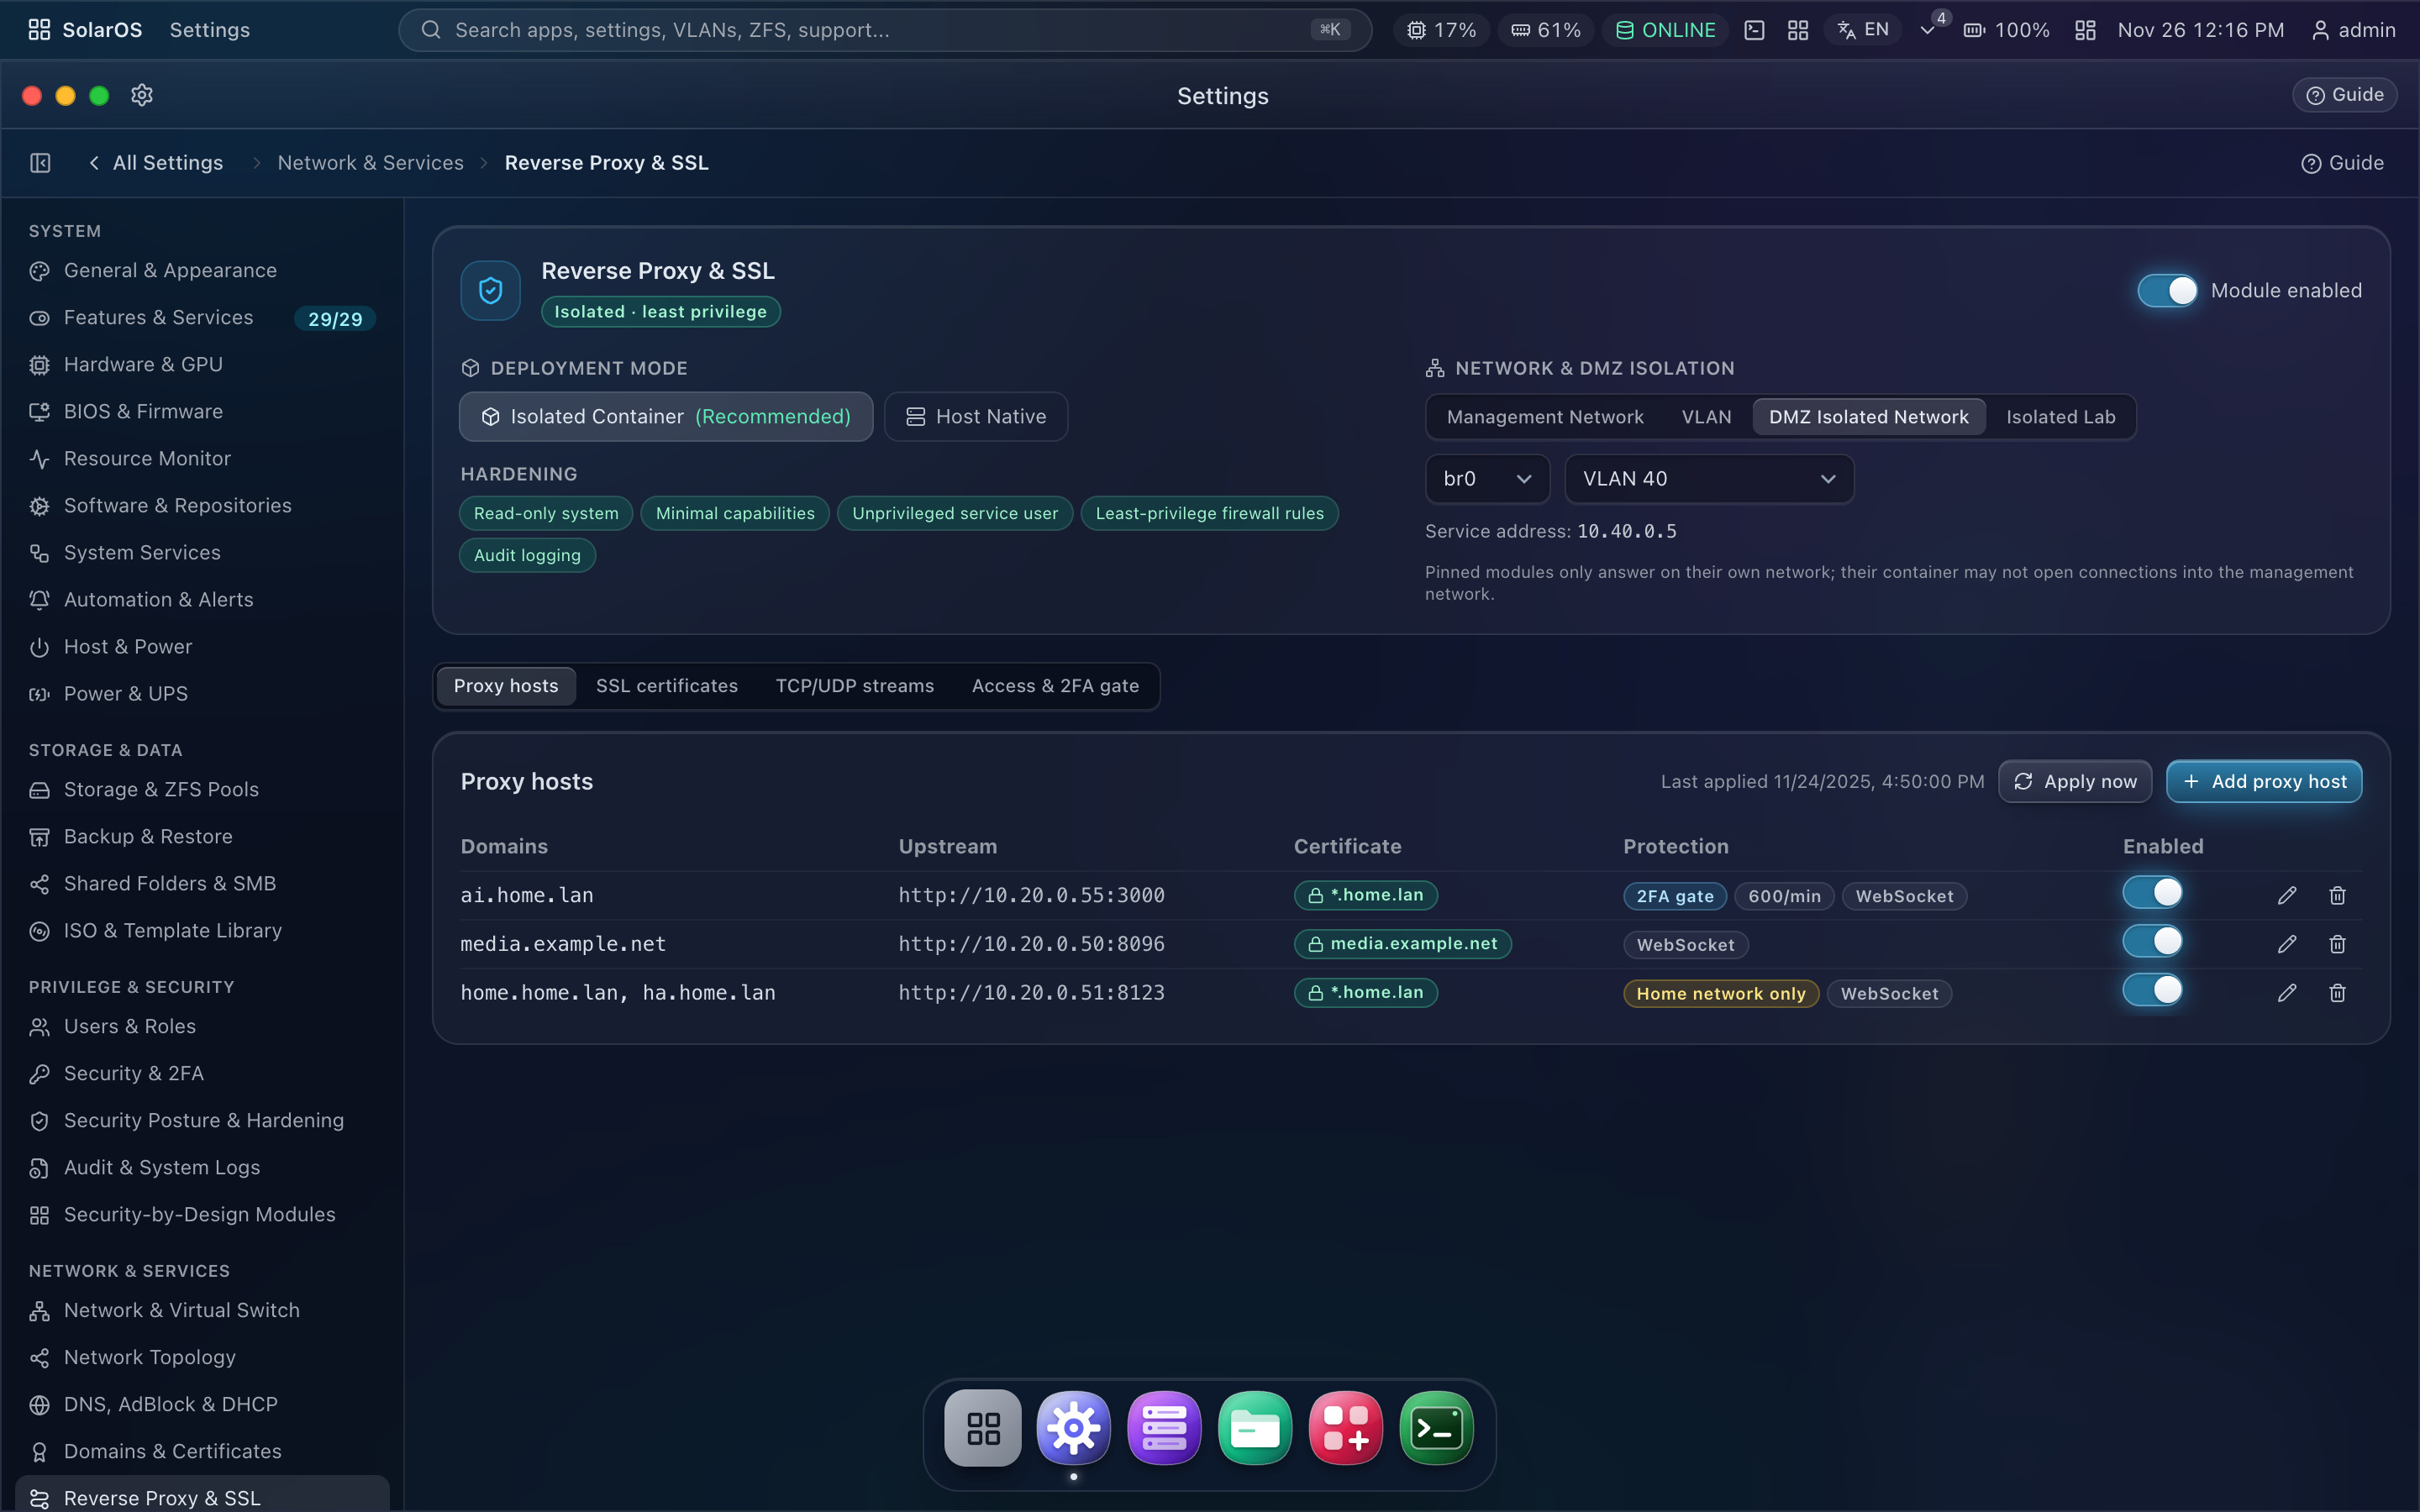 SolarOS Settings Search apps, settings, VLANs, ZFS, support... ⌘K 17% 61% ONLINE EN 4 100% Nov 26 12:16 PM admin
Settings Guide
All Settings Network & Services Reverse Proxy & SSL Guide
SYSTEM
General & Appearance
Features & Services 29/29
Hardware & GPU
BIOS & Firmware
Resource Monitor
Software & Repositories
System Services
Automation & Alerts
Host & Power
Power & UPS
STORAGE & DATA
Storage & ZFS Pools
Backup & Restore
Shared Folders & SMB
ISO & Template Library
PRIVILEGE & SECURITY
Users & Roles
Security & 2FA
Security Posture & Hardening
Audit & System Logs
Security-by-Design Modules
NETWORK & SERVICES
Network & Virtual Switch
Network Topology
DNS, AdBlock & DHCP
Domains & Certificates
Reverse Proxy & SSL
Reverse Proxy & SSL
Isolated · least privilege
Module enabled
DEPLOYMENT MODE
Isolated Container (Recommended) Host Native
HARDENING
Read-only system Minimal capabilities Unprivileged service user Least-privilege firewall rules
Audit logging
NETWORK & DMZ ISOLATION
Management Network VLAN DMZ Isolated Network Isolated Lab
br0 VLAN 40
Service address: 10.40.0.5
Pinned modules only answer on their own network; their container may not open connections into the management
network.
Proxy hosts SSL certificates TCP/UDP streams Access & 2FA gate
Proxy hosts Last applied 11/24/2025, 4:50:00 PM Apply now Add proxy host
Domains Upstream Certificate Protection Enabled
ai.home.lan http://10.20.0.55:3000 *.home.lan 2FA gate 600/min WebSocket
media.example.net http://10.20.0.50:8096 media.example.net WebSocket
home.home.lan, ha.home.lan http://10.20.0.51:8123 *.home.lan Home network only WebSocket